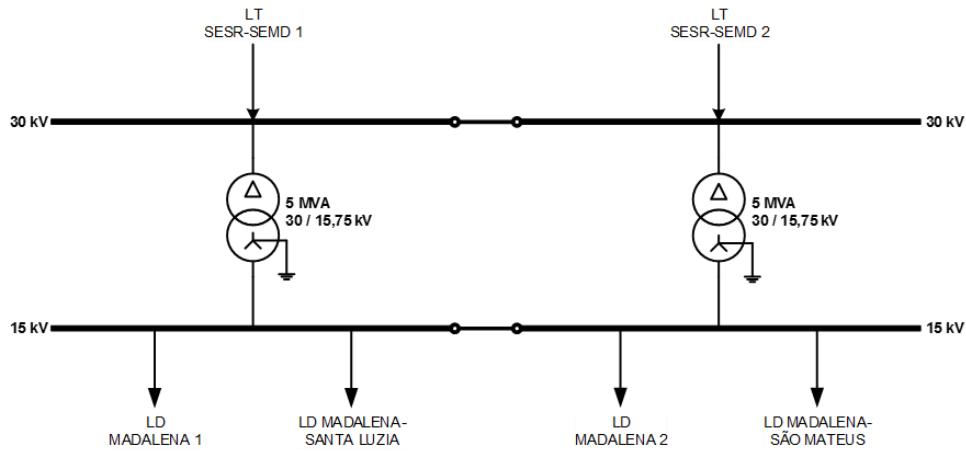 LT
SESR-SEMD 1
LT
SESR-SEMD 2
30 kV
30 kV
5 MVA
30 / 15,75 kV
5 MVA
30 / 15,75 kV
15 kV
15 kV
LD
MADALENA 1
LD MADALENA-
SANTA LUZIA
LD
MADALENA 2
LD MADALENA-
SÃO MATEUS